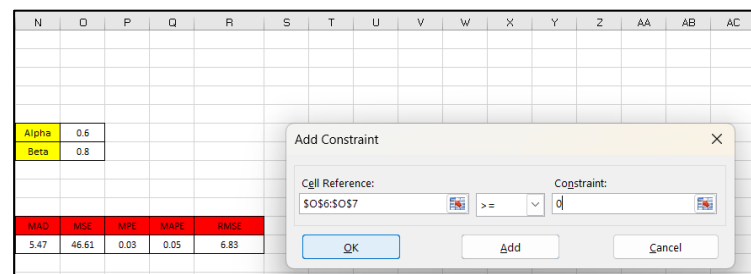 N O P Q R S T U V W X Y Z AA AB AC
Alpha 0.6
Beta 0.8
Add Constraint
Cell Reference: Constraint:
$O$6:$O$7 >= 0
OK Add Cancel
MAD MSE MPE MAPE RMSE
5.47 46.61 0.03 0.05 6.83